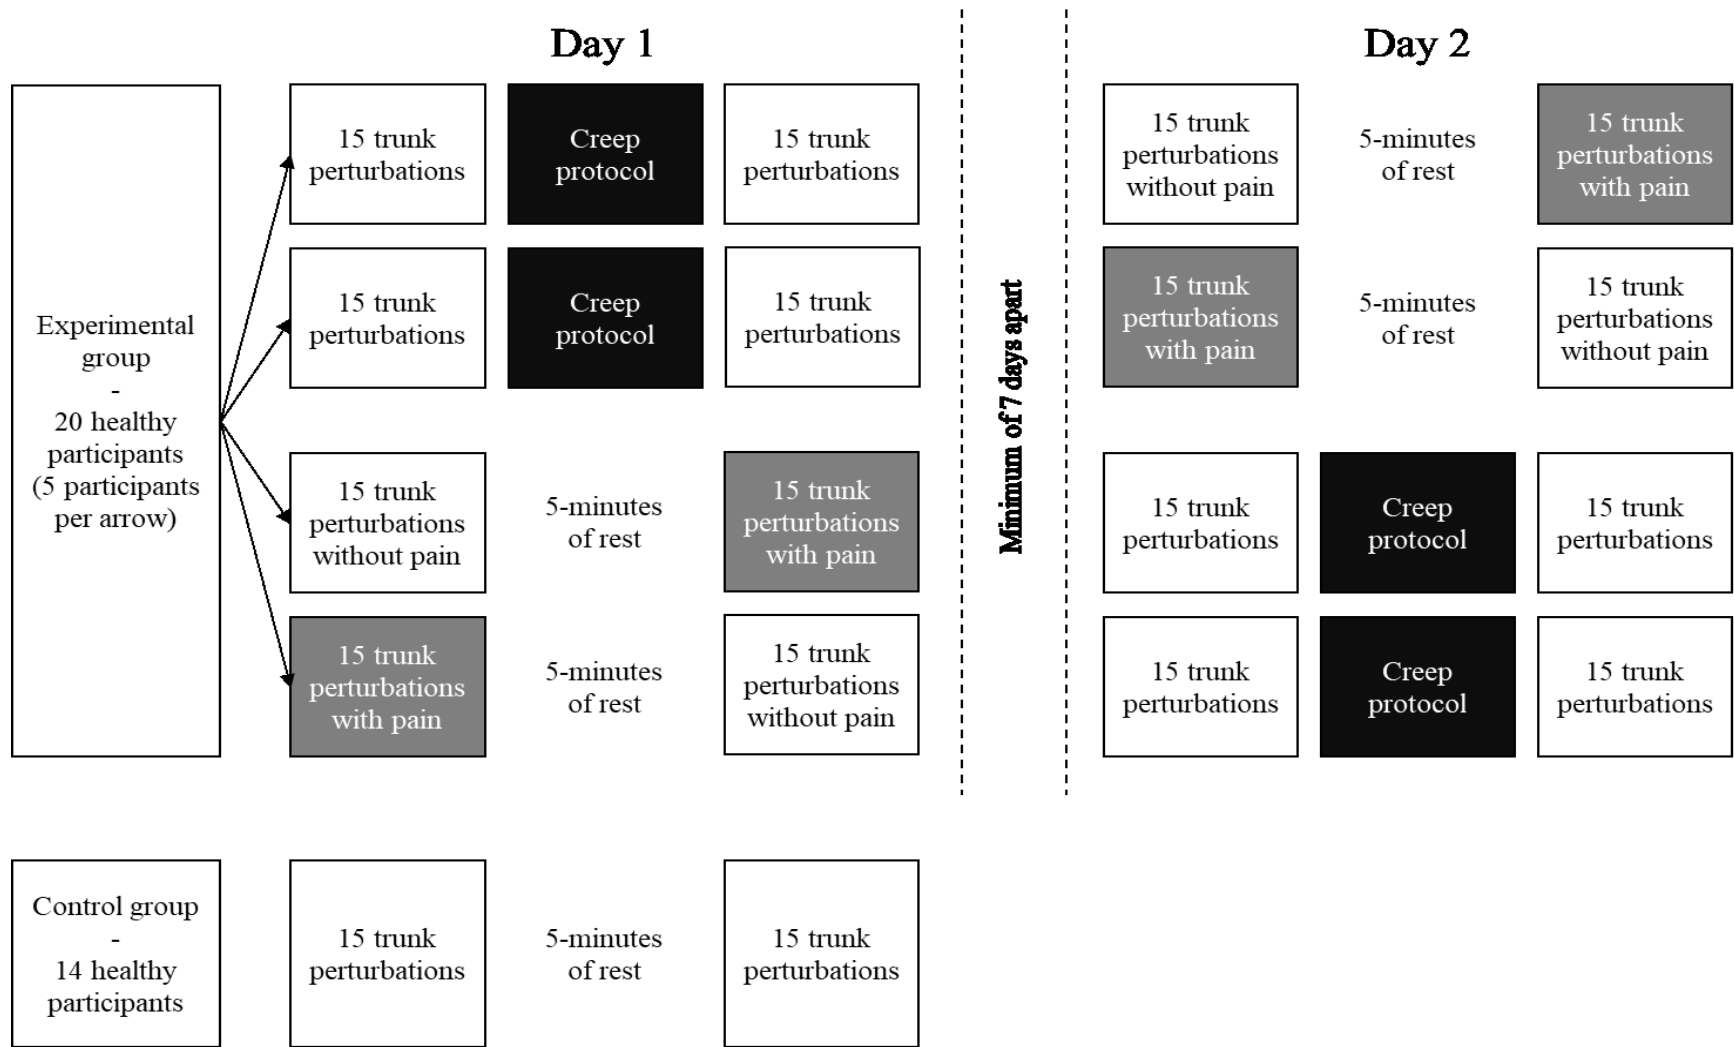 Day 1
Day 2
Experimental
group
-
20 healthy
participants
(5 participants
per arrow)
15 trunk
perturbations
Creep
protocol
15 trunk
perturbations
15 trunk
perturbations
without pain
5-minutes
of rest
15 trunk
perturbations
with pain
15 trunk
perturbations
Creep
protocol
15 trunk
perturbations
15 trunk
perturbations
with pain
5-minutes
of rest
15 trunk
perturbations
without pain
Minimum of 7 days apart
15 trunk
perturbations
without pain
5-minutes
of rest
15 trunk
perturbations
with pain
15 trunk
perturbations
Creep
protocol
15 trunk
perturbations
15 trunk
perturbations
with pain
5-minutes
of rest
15 trunk
perturbations
without pain
15 trunk
perturbations
Creep
protocol
15 trunk
perturbations
Control group
-
14 healthy
participants
15 trunk
perturbations
5-minutes
of rest
15 trunk
perturbations